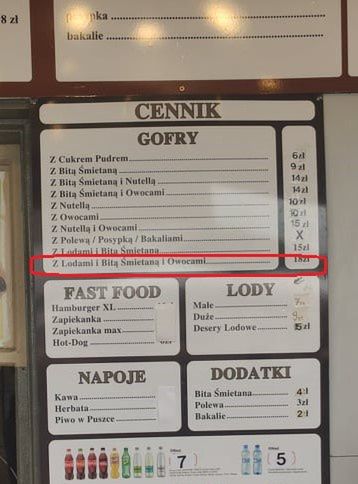 8 zł
bakalie
CENNIK
GOFRY
Z Cukrem Pudrem 6zł
Z Bitą Śmietaną 9zł
Z Bitą Śmietaną i Nutellą 14zł
Z Bitą Śmietaną i Owocami 14zł
Z Nutellą 10zł
Z Owocami 10zł
Z Nutellą i Owocami 15zł
Z Polewą / Posypką / Bakaliami X
Z Lodami i Bitą Śmietaną 15zł
Z Lodami i Bitą Śmietaną i Owocami 18zł
FAST FOOD
Hamburger XL
Zapiekanka
Zapiekanka max
Hot-Dog
LODY
Małe
Duże
Desery Lodowe 15zł
NAPOJE
Kawa
Herbata
Piwo w Puszce
DODATKI
Bita Śmietana 4zł
Polewa 3zł
Bakalie 2zł
7
5